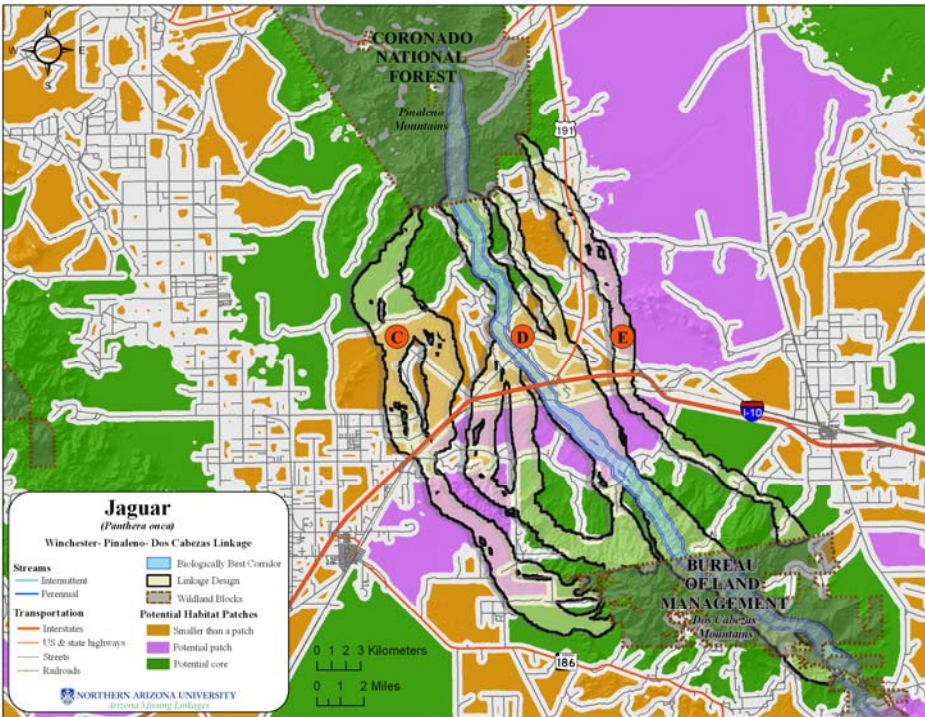 N
W E
S
CORONADO
NATIONAL
FOREST
Pinaleno
Mountains
191
C
D
E
I-10
BUREAU
OF LAND
MANAGEMENT
Dos Cabezas
Mountains
186
Jaguar
(Panthera onca)
Winchester- Pinaleno- Dos Cabezas Linkage
Streams
Intermittent
Perennial
Transportation
Interstates
US & state highways
Streets
Railroads
Biologically Best Corridor
Linkage Design
Wildland Blocks
Potential Habitat Patches
Smaller than a patch
Potential patch
Potential core
NORTHERN ARIZONA UNIVERSITY
Arizona Missing Linkages
0 1 2 3 Kilometers
0 1 2 Miles